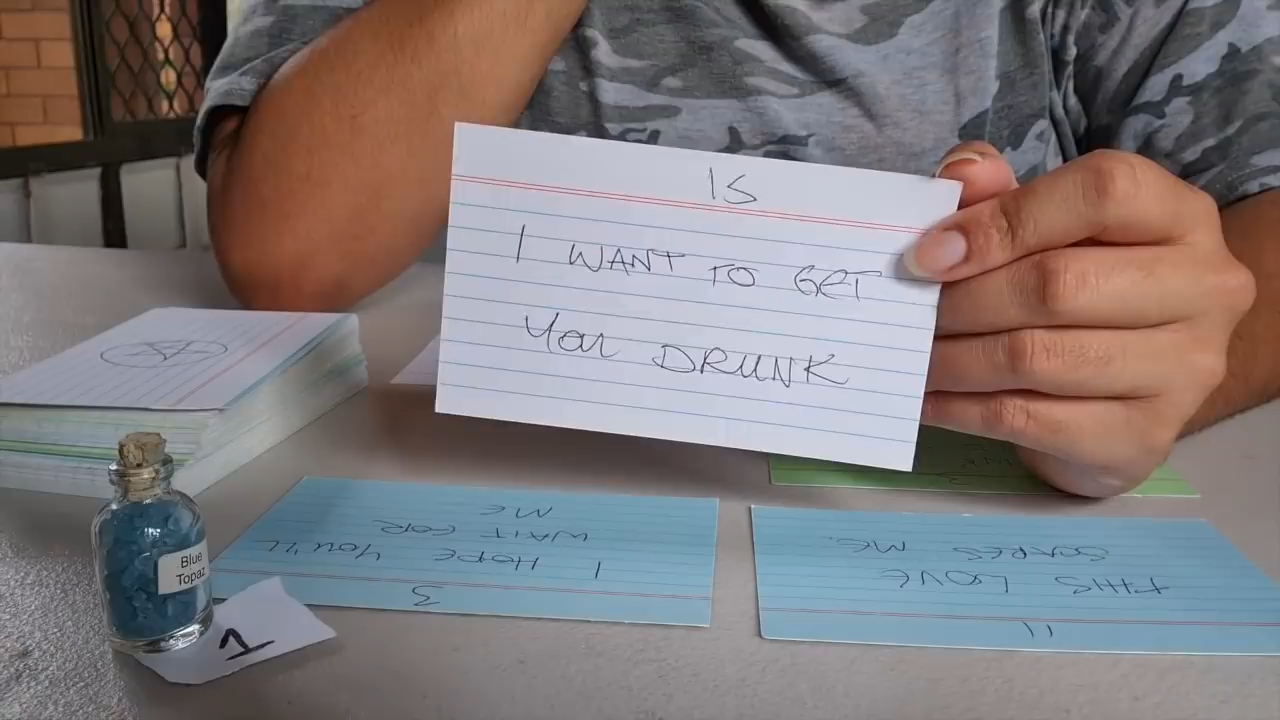 15
I WANT TO GET
YOU DRUNK
Blue
Topaz
1
3
I HOPE YOU'LL
WAIT FOR
ME
11
THIS LOVE
SCARES ME.